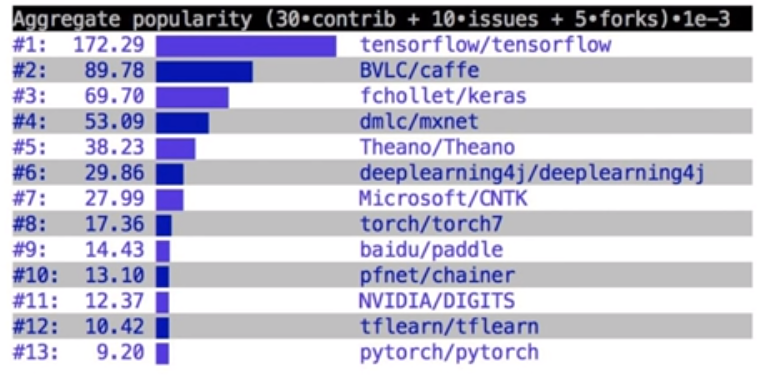 Aggregate popularity (30•contrib + 10•issues + 5•forks)•1e-3
#1: 172.29 tensorflow/tensorflow
#2: 89.78 BVLC/caffe
#3: 69.70 fchollet/keras
#4: 53.09 dmlc/mxnet
#5: 38.23 Theano/Theano
#6: 29.86 deeplearning4j/deeplearning4j
#7: 27.99 Microsoft/CNTK
#8: 17.36 torch/torch7
#9: 14.43 baidu/paddle
#10: 13.10 pfnet/chainer
#11: 12.37 NVIDIA/DIGITS
#12: 10.42 tflearn/tflearn
#13: 9.20 pytorch/pytorch